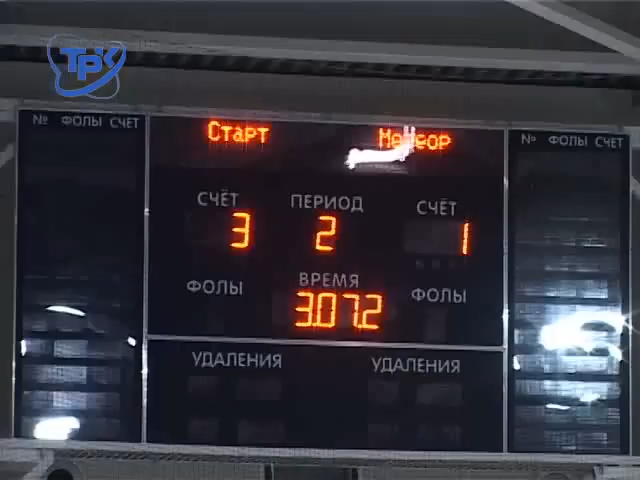 ТРК
№ ФОЛЫ СЧЕТ
Старт
Метеор
№ ФОЛЫ СЧЕТ
СЧЁТ ПЕРИОД СЧЁТ
3 2 1
ФОЛЫ ВРЕМЯ ФОЛЫ
3.07.2
УДАЛЕНИЯ УДАЛЕНИЯ